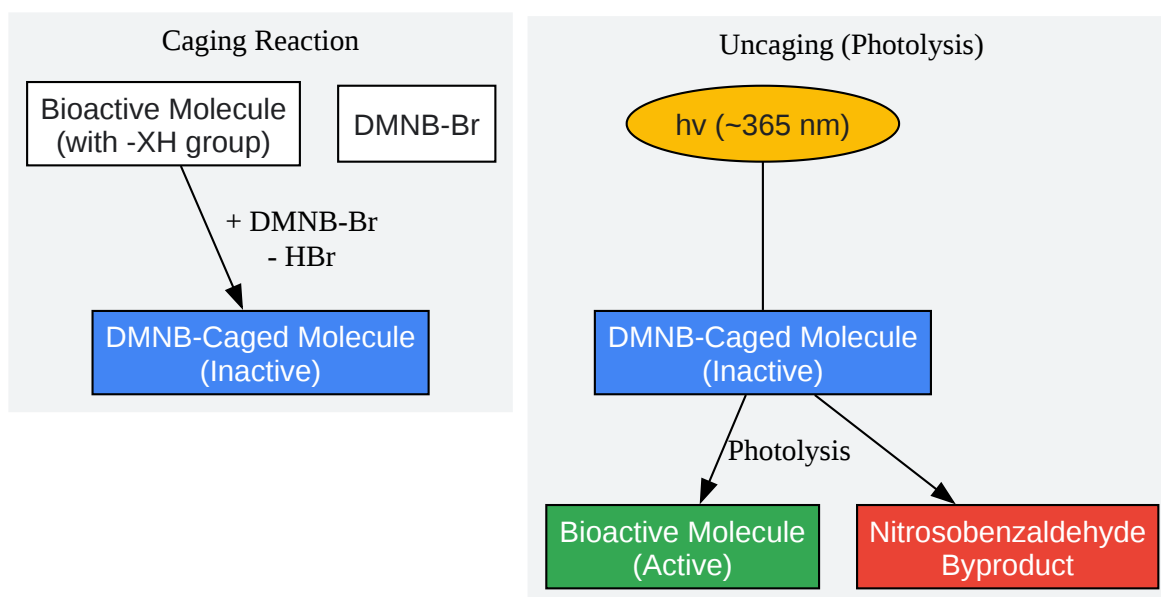 Caging Reaction
Bioactive Molecule
(with -XH group)
DMNB-Br
+ DMNB-Br
- HBr
DMNB-Caged Molecule
(Inactive)
Uncaging (Photolysis)
hv (~365 nm)
DMNB-Caged Molecule
(Inactive)
Photolysis
Bioactive Molecule
(Active)
Nitrosobenzaldehyde
Byproduct